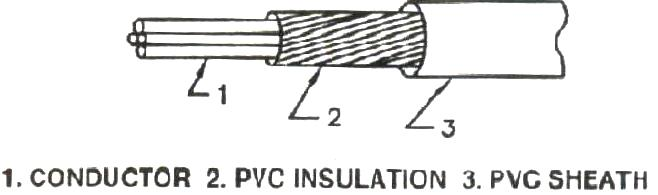 1
2
3
1. CONDUCTOR 2. PVC INSULATION 3. PVC SHEATH